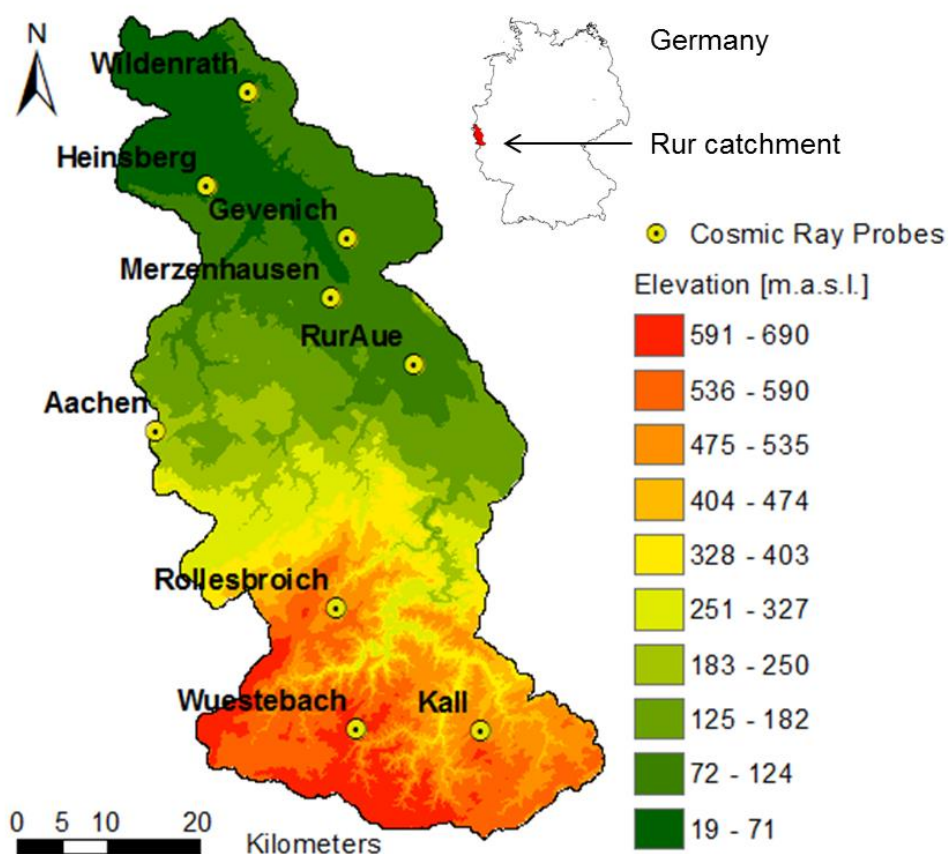 N
Wildenrath
Heinsberg
Gevenich
Merzenhausen
RurAue
Aachen
Rollesbroich
Wuestebach
Kall
0 5 10 20
Kilometers
Germany
Rur catchment
Cosmic Ray Probes
Elevation [m.a.s.l.]
591 - 690
536 - 590
475 - 535
404 - 474
328 - 403
251 - 327
183 - 250
125 - 182
72 - 124
19 - 71